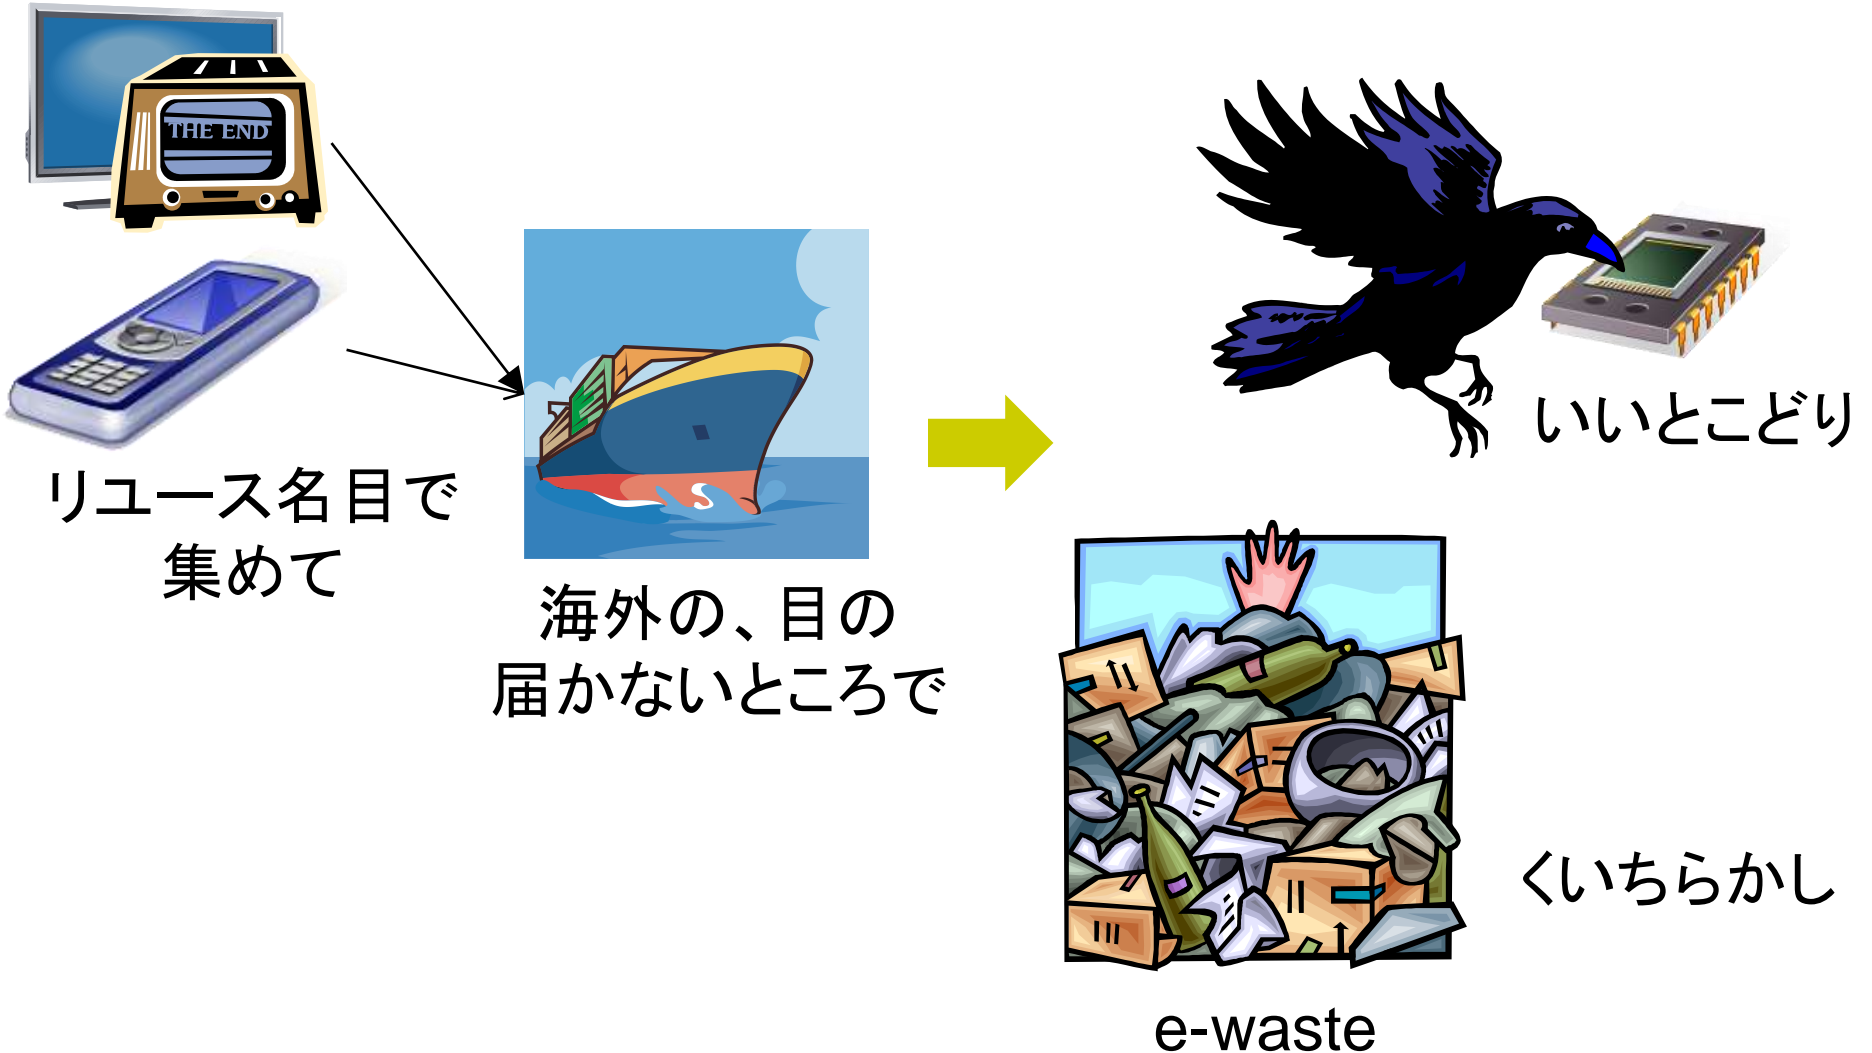 THE END
リユース名目で
集めて
海外の、目の
届かないところで
いいとこどり
くいちらかし
e-waste